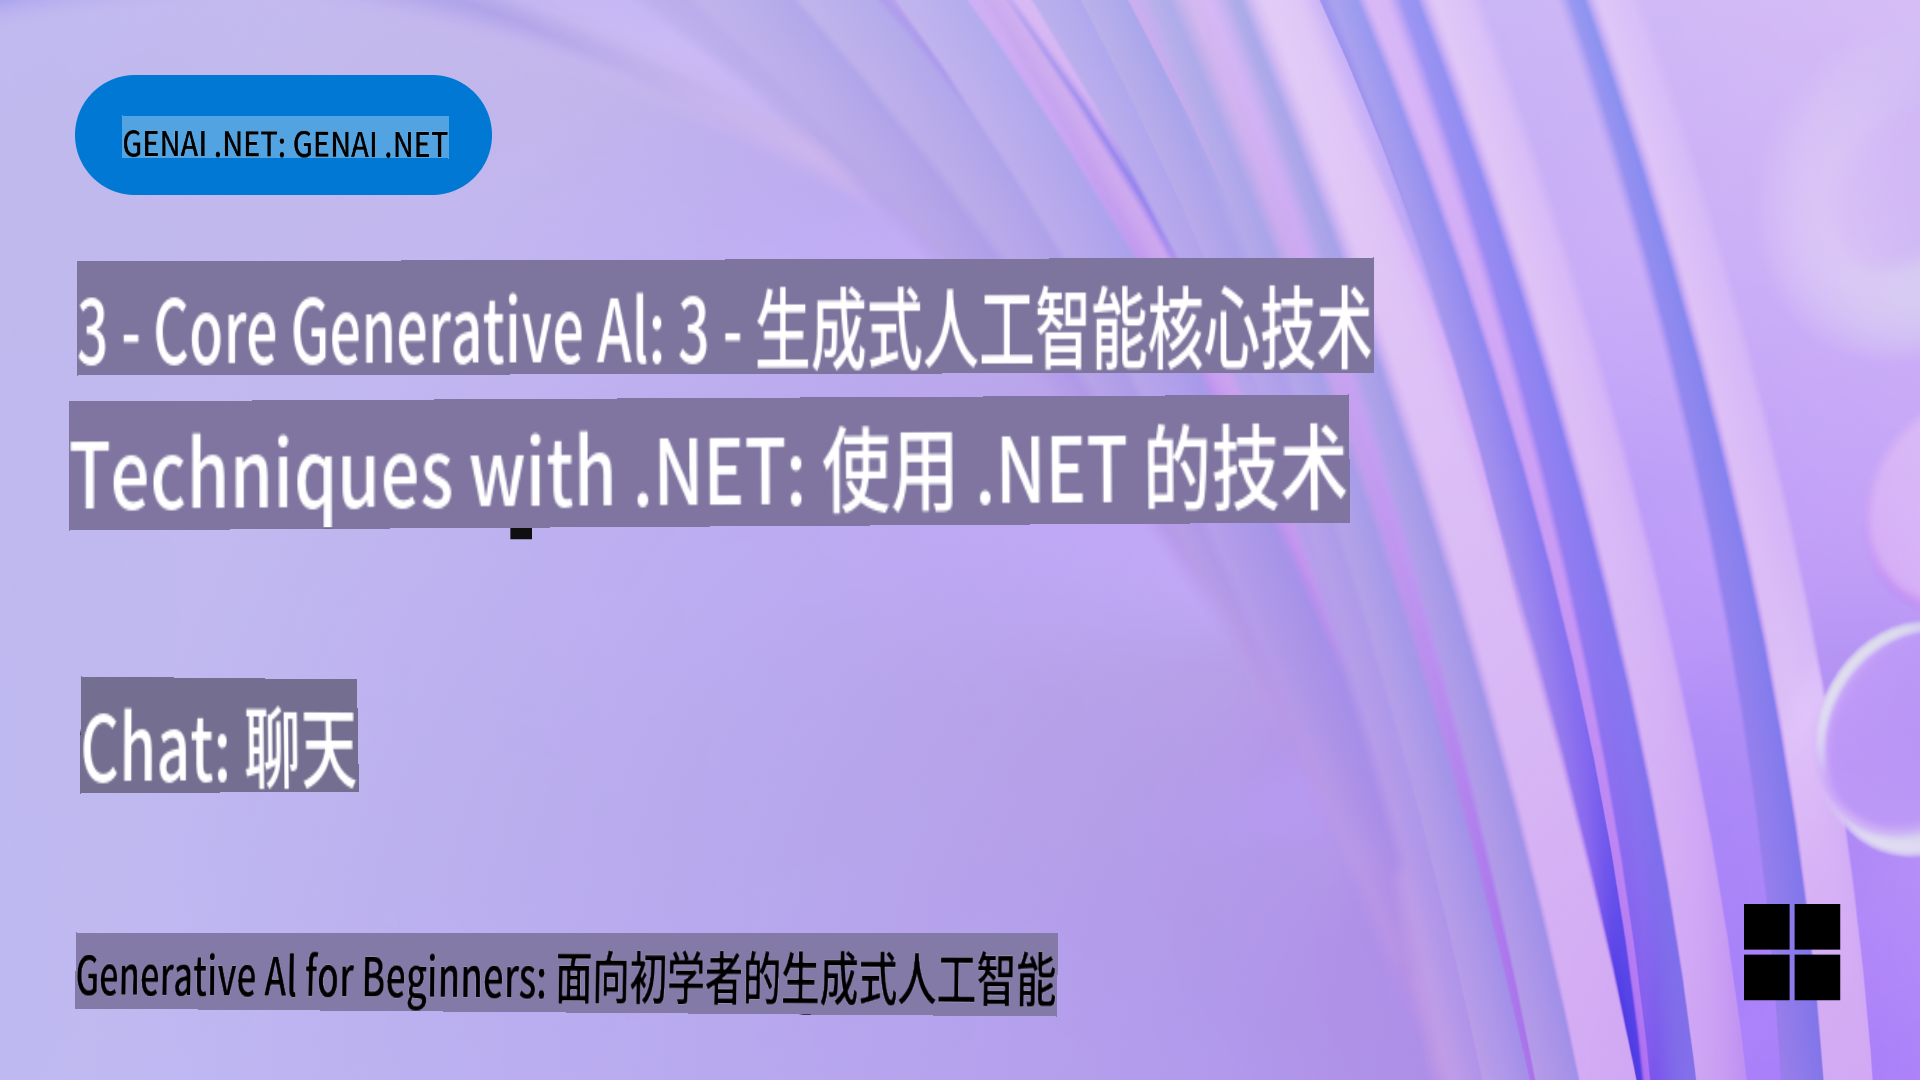 GENAI .NET: GENAI .NET
3 - Core Generative Al: 3 - 生成式人工智能核心技术
Techniques with .NET: 使用 .NET 的技术
Chat: 聊天
Generative Al for Beginners: 面向初学者的生成式人工智能